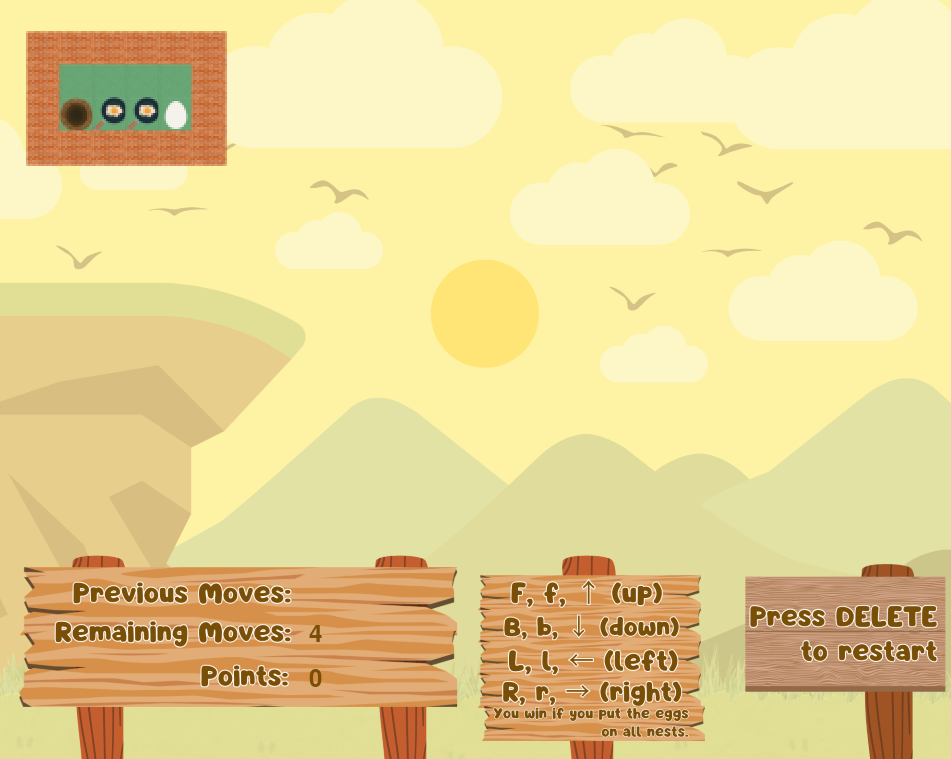 Previous Moves:
Remaining Moves: 4
Points: 0
F, f, ↑ (up)
B, b, ↓ (down)
L, l, ← (left)
R, r, → (right)
You win if you put the eggs
on all nests.
Press DELETE
to restart